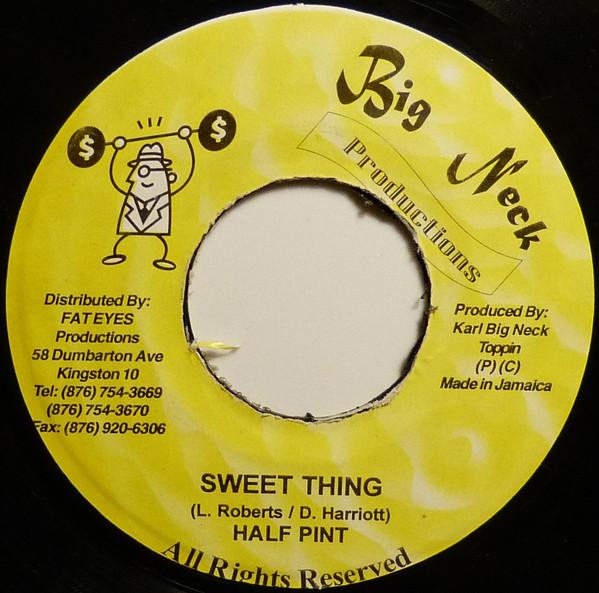 Big Neck
Productions
$ $
Distributed By:
FAT EYES
Productions
58 Dumbarton Ave
Kingston 10
Tel: (876) 754-3669
(876) 754-3670
Fax: (876) 920-6306
Produced By:
Karl Big Neck
Toppin
(P) (C)
Made in Jamaica
SWEET THING
(L. Roberts / D. Harriott)
HALF PINT
All Rights Reserved